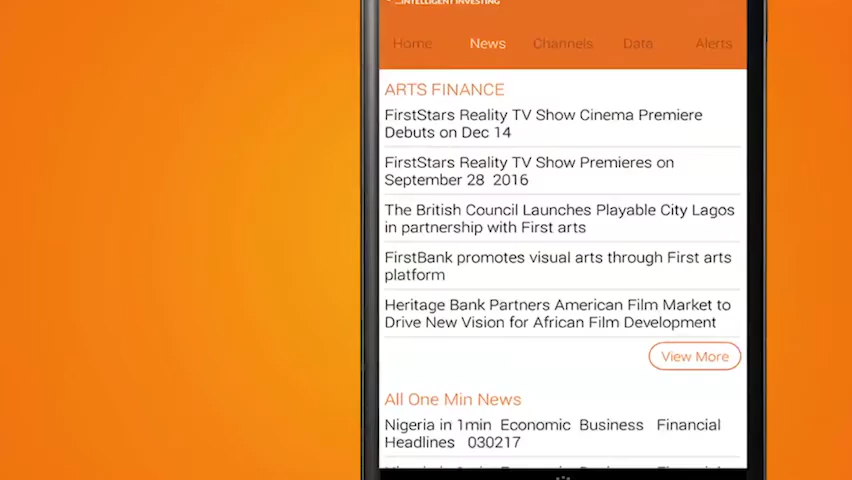 ...INTELLIGENT INVESTING
Home News Channels Data Alerts
ARTS FINANCE
FirstStars Reality TV Show Cinema Premiere
Debuts on Dec 14
FirstStars Reality TV Show Premieres on
September 28 2016
The British Council Launches Playable City Lagos
in partnership with First arts
FirstBank promotes visual arts through First arts
platform
Heritage Bank Partners American Film Market to
Drive New Vision for African Film Development
View More
All One Min News
Nigeria in 1min Economic Business Financial
Headlines 030217